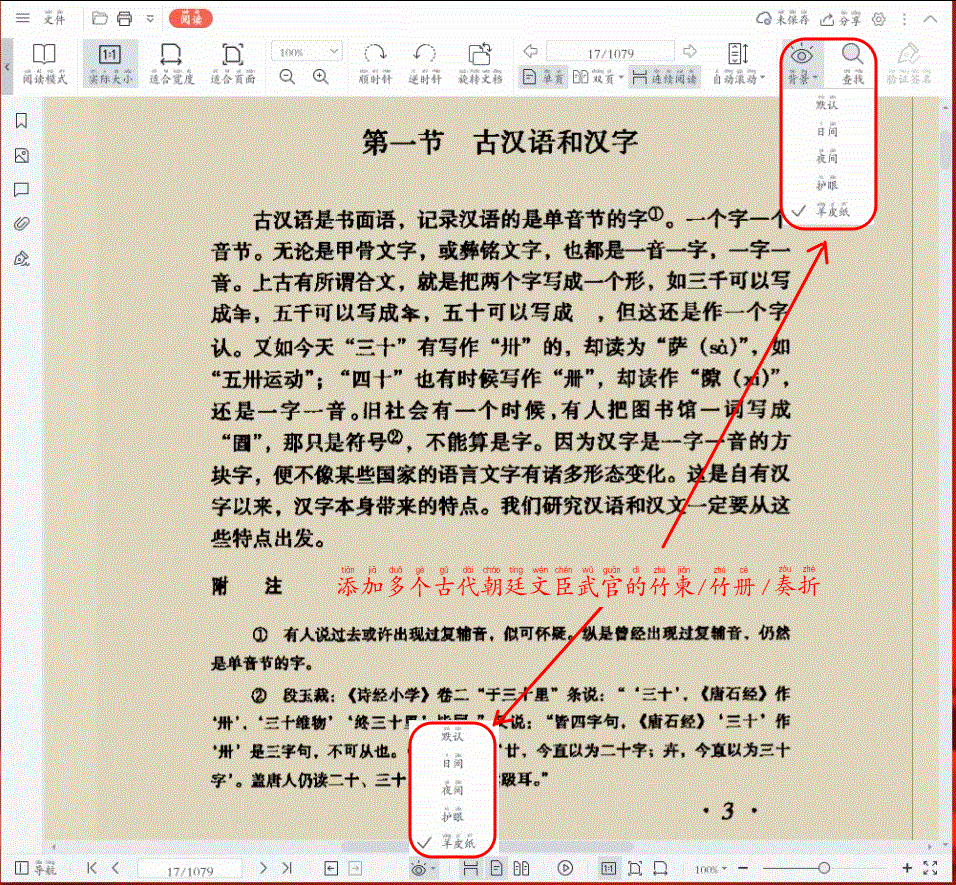 文件 阅读 未保存 分享
阅读模式 实际大小 适合宽度 适合页面 100% 顺时针 逆时针 旋转文档 17/1079 单页 双页 连续阅读 自动滚动 背景 查找 验证签名
默认
日间
夜间
护眼
羊皮纸
第一节 古汉语和汉字
古汉语是书面语，记录汉语的是单音节的字①。一个字一个
音节。无论是甲骨文字，或彝铭文字，也都是一音一字，一字一
音。上古有所谓合文，就是把两个字写成一个形，如三千可以写
成，五千可以写成，五十可以写成 ，但这还是作一个字
认。又如今天“三十”有写作“卅”的，却读为“萨（sà）”，如
“五卅运动”；“四十”也有时候写作“卌”，却读作“隙（xì）”，
还是一字一音。旧社会有一个时候，有人把图书馆一词写成
“圕”，那只是符号②，不能算是字。因为汉字是一字一音的方
块字，便不像某些国家的语言文字有诸多形态变化。这是自有汉
字以来，汉字本身带来的特点。我们研究汉语和汉文一定要从这
些特点出发。
附 注
tiān jiā duō gè gǔ dài cháo tíng wén chén wǔ guān dí zhú jiǎn zhú cè zòu zhé
添加多个古代朝廷文臣武官的竹柬/竹册/奏折
① 有人说过去或许出现过复辅音，似可怀疑。纵是曾经出现过复辅音，仍然
是单音节的字。
② 段玉裁：《诗经小学》卷二“于三十里”条说：“‘三十’，《唐石经》作
‘卅’，‘三十维物’‘终三十里’ 说：“皆四字句，《唐石经》‘三十’作
‘卅’是三字句，不可从也。 ‘廿，今直以为二十字；卉，今直以为三十
字’。盖唐人仍读二十、三十 耳。”
· 3 ·
默认
日间
夜间
护眼
羊皮纸
导航 17/1079 100%